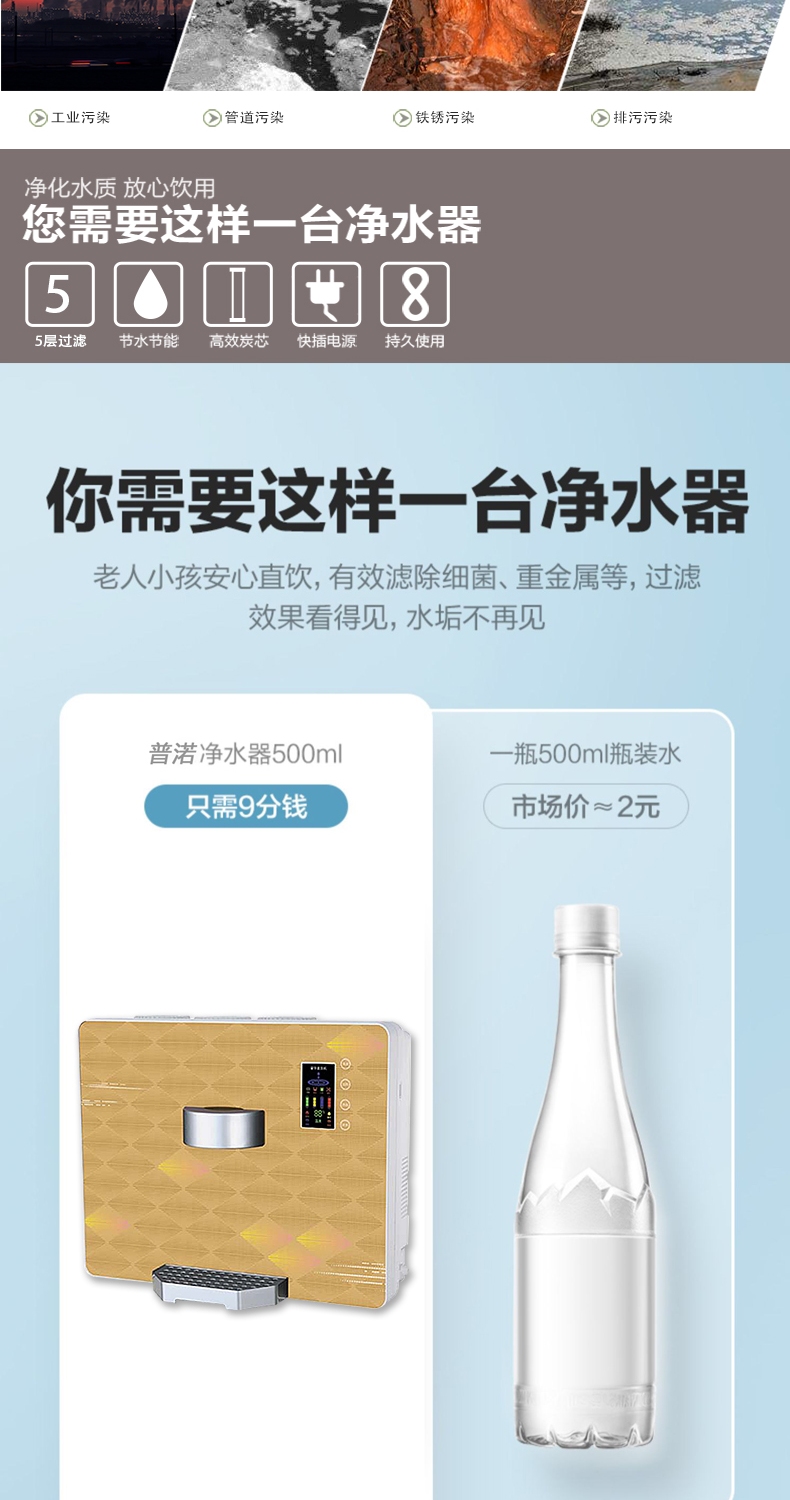 工业污染
管道污染
铁锈污染
排污污染
净化水质 放心饮用
您需要这样一台净水器
5
5层过滤
节水节能
高效炭芯
快插电源
持久使用
你需要这样一台净水器
老人小孩安心直饮, 有效滤除细菌、重金属等, 过滤
效果看得见, 水垢不再见
普渃净水器500ml
只需9分钱
一瓶500ml瓶装水
市场价≈2元